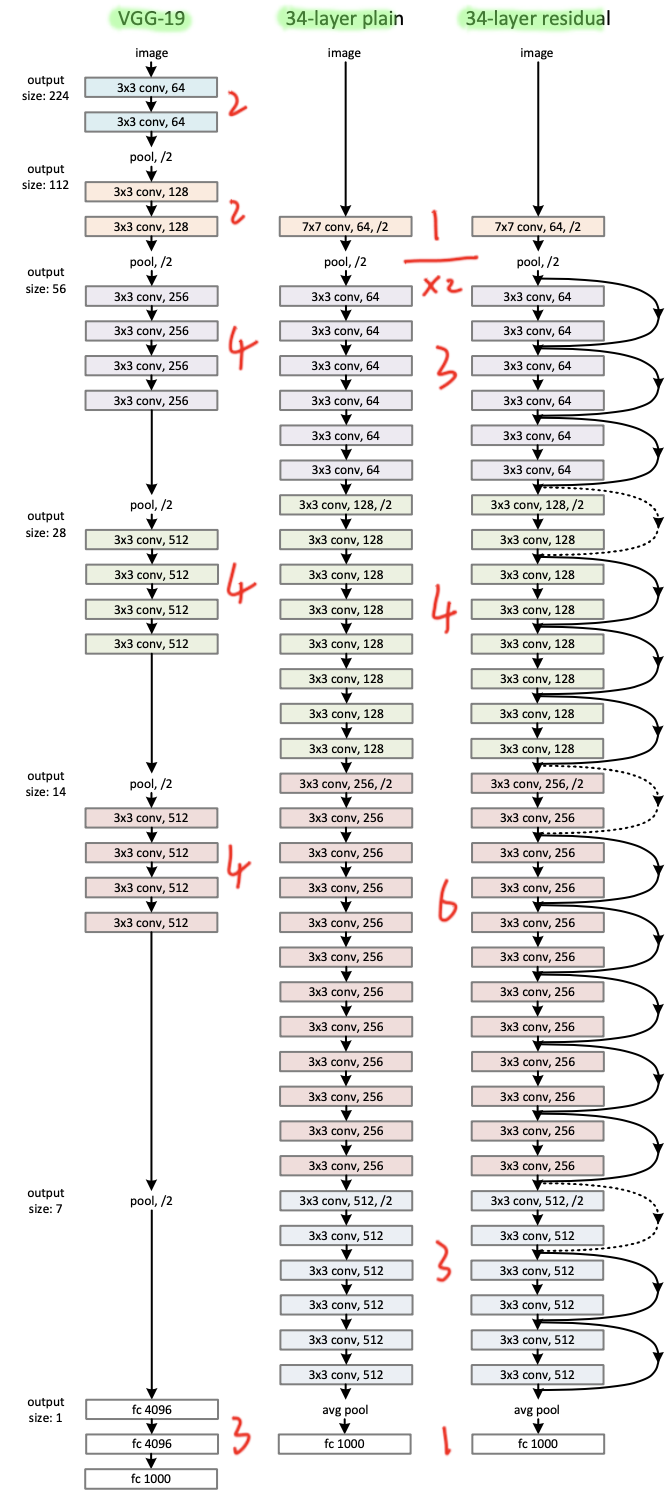 VGG-19
34-layer plain
34-layer residual
output
size: 224
output
size: 112
output
size: 56
output
size: 28
output
size: 14
output
size: 7
output
size: 1
image
3x3 conv, 64
3x3 conv, 64
pool, /2
3x3 conv, 128
3x3 conv, 128
pool, /2
3x3 conv, 256
3x3 conv, 256
3x3 conv, 256
3x3 conv, 256
pool, /2
3x3 conv, 512
3x3 conv, 512
3x3 conv, 512
3x3 conv, 512
pool, /2
3x3 conv, 512
3x3 conv, 512
3x3 conv, 512
3x3 conv, 512
pool, /2
fc 4096
fc 4096
fc 1000
2
2
4
4
4
3
image
7x7 conv, 64, /2
pool, /2
3x3 conv, 64
3x3 conv, 64
3x3 conv, 64
3x3 conv, 64
3x3 conv, 64
3x3 conv, 64
3x3 conv, 128, /2
3x3 conv, 128
3x3 conv, 128
3x3 conv, 128
3x3 conv, 128
3x3 conv, 128
3x3 conv, 128
3x3 conv, 128
3x3 conv, 256, /2
3x3 conv, 256
3x3 conv, 256
3x3 conv, 256
3x3 conv, 256
3x3 conv, 256
3x3 conv, 256
3x3 conv, 256
3x3 conv, 256
3x3 conv, 256
3x3 conv, 256
3x3 conv, 256
3x3 conv, 512, /2
3x3 conv, 512
3x3 conv, 512
3x3 conv, 512
3x3 conv, 512
3x3 conv, 512
avg pool
fc 1000
1
x2
3
4
6
3
1
image
7x7 conv, 64, /2
pool, /2
3x3 conv, 64
3x3 conv, 64
3x3 conv, 64
3x3 conv, 64
3x3 conv, 64
3x3 conv, 64
3x3 conv, 128, /2
3x3 conv, 128
3x3 conv, 128
3x3 conv, 128
3x3 conv, 128
3x3 conv, 128
3x3 conv, 128
3x3 conv, 128
3x3 conv, 256, /2
3x3 conv, 256
3x3 conv, 256
3x3 conv, 256
3x3 conv, 256
3x3 conv, 256
3x3 conv, 256
3x3 conv, 256
3x3 conv, 256
3x3 conv, 256
3x3 conv, 256
3x3 conv, 256
3x3 conv, 512, /2
3x3 conv, 512
3x3 conv, 512
3x3 conv, 512
3x3 conv, 512
3x3 conv, 512
avg pool
fc 1000